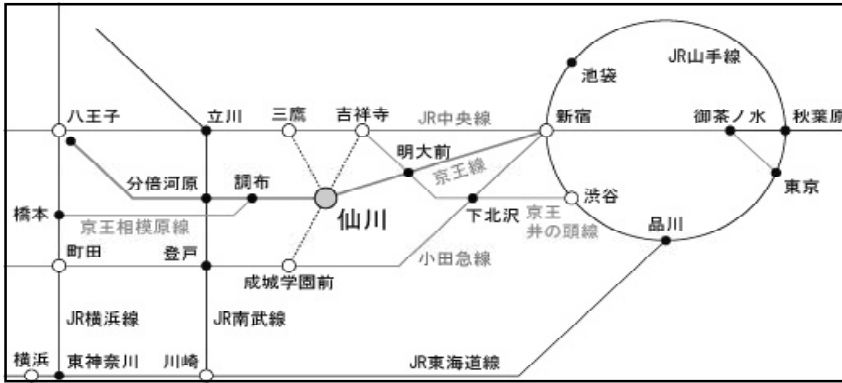 JR山手線
池袋
八王子
立川
三鷹
吉祥寺
JR中央線
新宿
御茶ノ水
秋葉原
明大前
京王線
分倍河原
調布
東京
橋本
京王相模原線
仙川
下北沢
京王
井の頭線
渋谷
品川
町田
登戸
成城学園前
小田急線
JR横浜線
JR南武線
横浜
東神奈川
川崎
JR東海道線